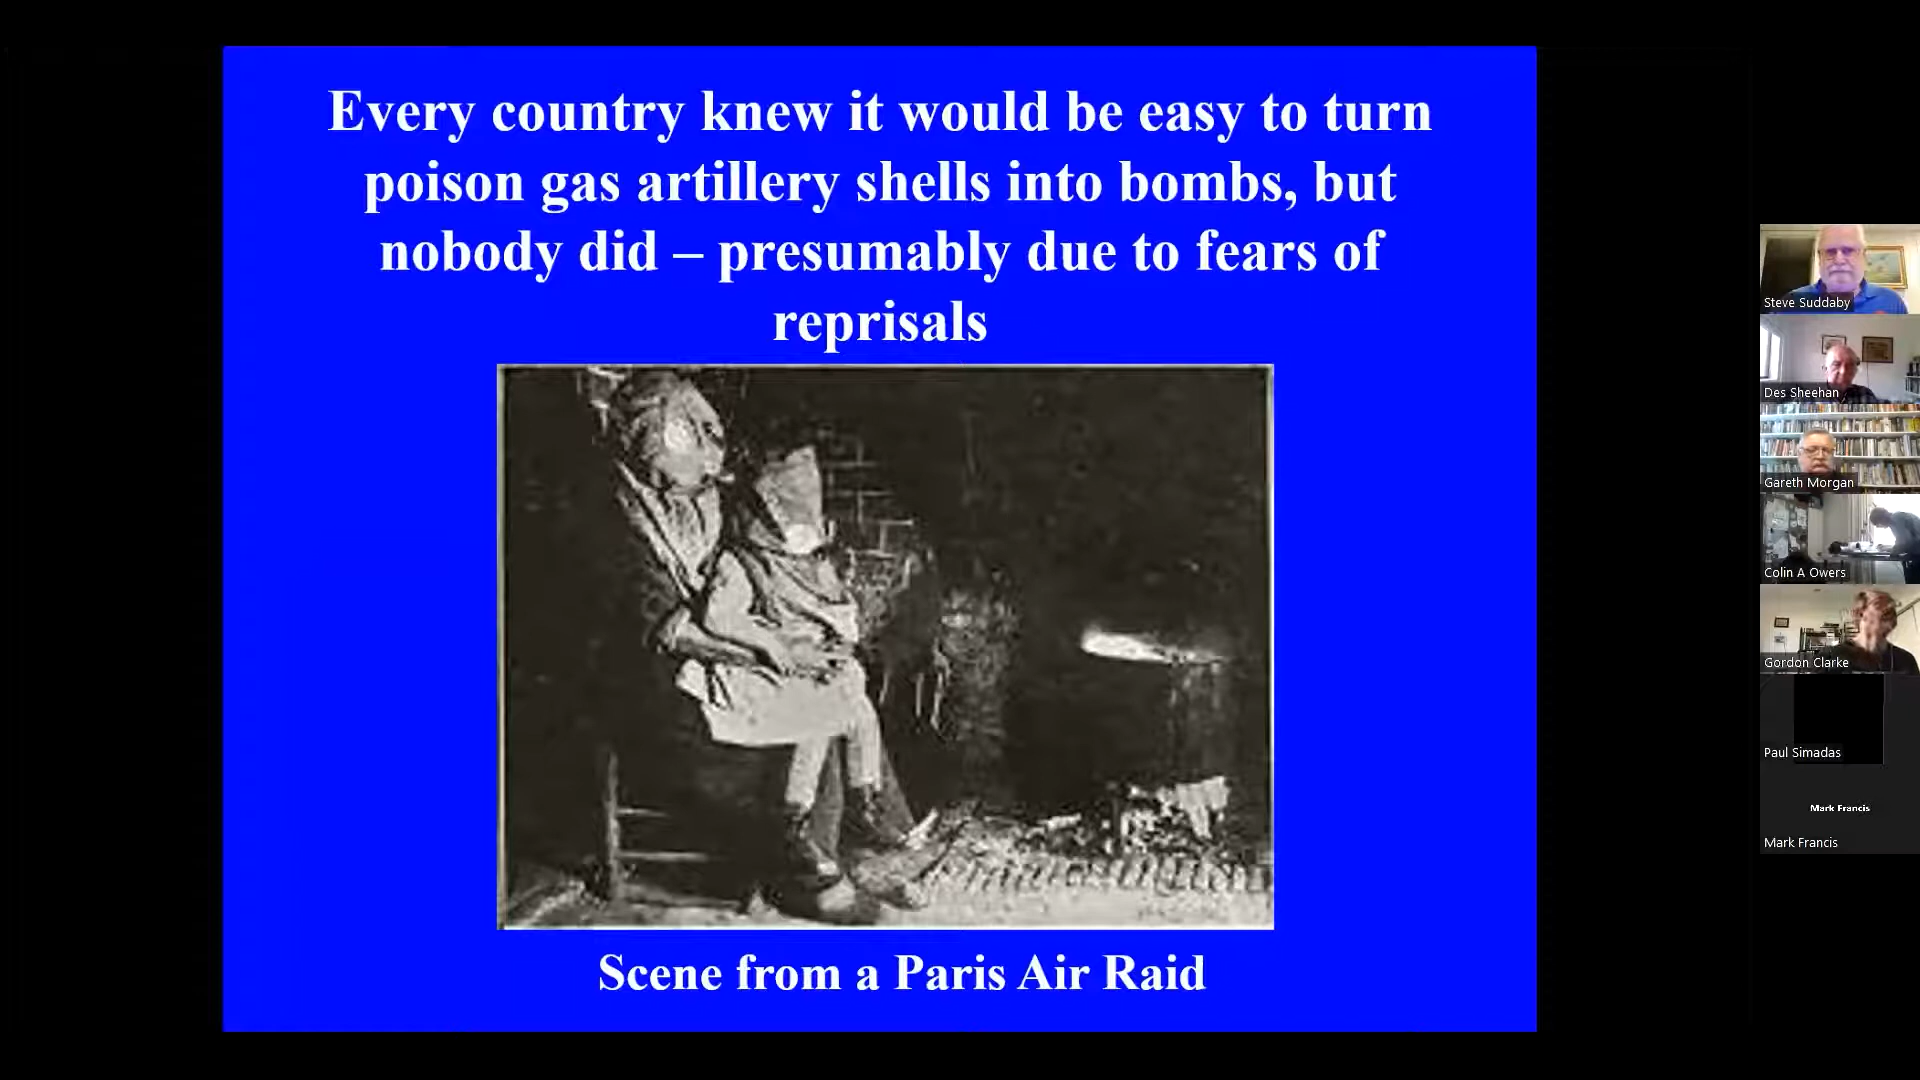 Every country knew it would be easy to turn
poison gas artillery shells into bombs, but
nobody did – presumably due to fears of
reprisals
Scene from a Paris Air Raid
Steve Suddaby
Des Sheehan
Gareth Morgan
Colin A Owers
Gordon Clarke
Paul Simadas
Mark Francis
Mark Francis